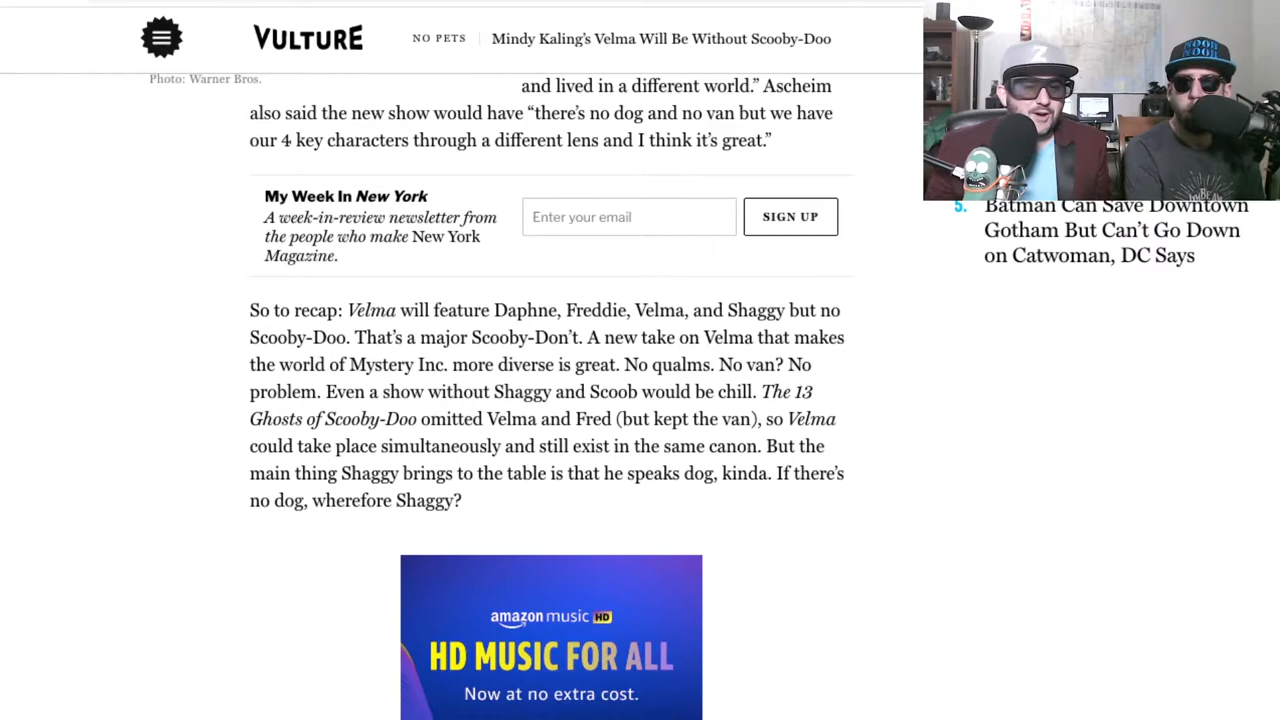 VULTURE
NO PETS
Mindy Kaling’s Velma Will Be Without Scooby-Doo
Photo: Warner Bros.
and lived in a different world.” Ascheim
also said the new show would have “there’s no dog and no van but we have
our 4 key characters through a different lens and I think it’s great.”
My Week In New York
A week-in-review newsletter from
the people who make New York
Magazine.
Enter your email
SIGN UP
So to recap: Velma will feature Daphne, Freddie, Velma, and Shaggy but no
Scooby-Doo. That’s a major Scooby-Don’t. A new take on Velma that makes
the world of Mystery Inc. more diverse is great. No qualms. No van? No
problem. Even a show without Shaggy and Scoob would be chill. The 13
Ghosts of Scooby-Doo omitted Velma and Fred (but kept the van), so Velma
could take place simultaneously and still exist in the same canon. But the
main thing Shaggy brings to the table is that he speaks dog, kinda. If there’s
no dog, wherefore Shaggy?
amazon music HD
HD MUSIC FOR ALL
Now at no extra cost.
Z
NOOB
NOOB
5. Batman Can Save Downtown
Gotham But Can’t Go Down
on Catwoman, DC Says